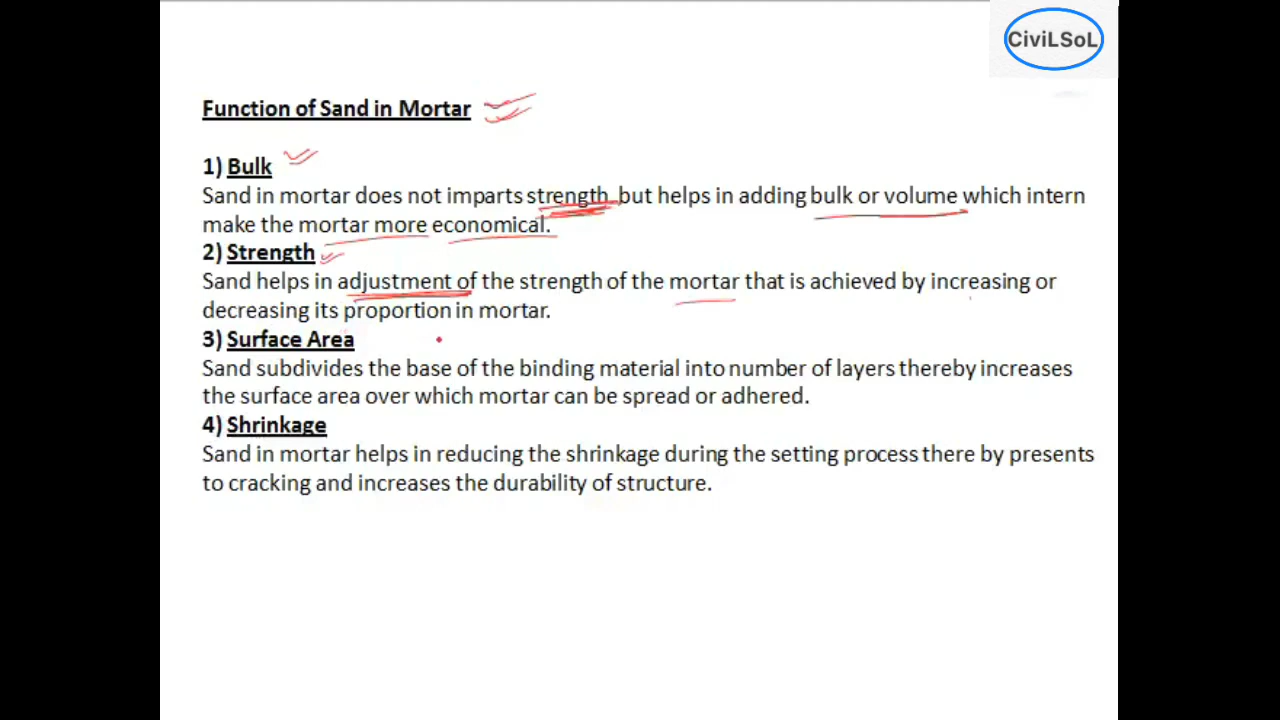 CiviLSoL
Function of Sand in Mortar
1) Bulk
Sand in mortar does not imparts strength but helps in adding bulk or volume which intern
make the mortar more economical.
2) Strength
Sand helps in adjustment of the strength of the mortar that is achieved by increasing or
decreasing its proportion in mortar.
3) Surface Area
Sand subdivides the base of the binding material into number of layers thereby increases
the surface area over which mortar can be spread or adhered.
4) Shrinkage
Sand in mortar helps in reducing the shrinkage during the setting process there by presents
to cracking and increases the durability of structure.